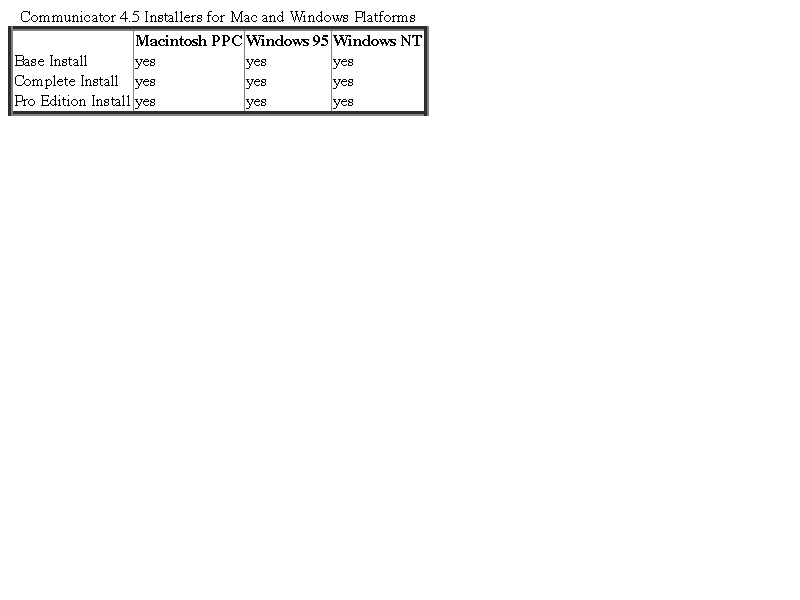 Communicator 4.5 Installers for Mac and Windows Platforms
Macintosh PPC Windows 95 Windows NT
Base Install yes yes yes
Complete Install yes yes yes
Pro Edition Install yes yes yes